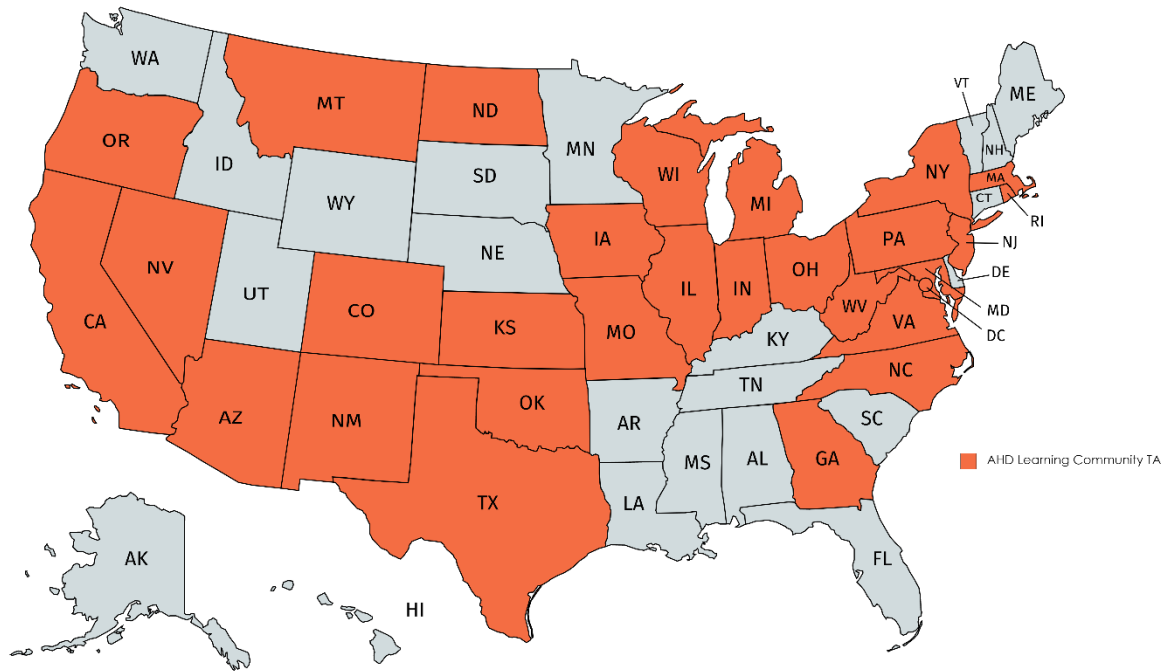 WA
MT
ND
MN
VT
ME
OR
ID
NH
SD
WI
NY
MA
WY
MI
CT
RI
IA
PA
NJ
NE
NV
OH
IL
IN
DE
UT
CO
WV
MD
CA
KS
MO
VA
DC
KY
NC
TN
OK
AZ
NM
AR
SC
MS
AL
GA
AHD Learning Community TA
LA
TX
AK
FL
HI